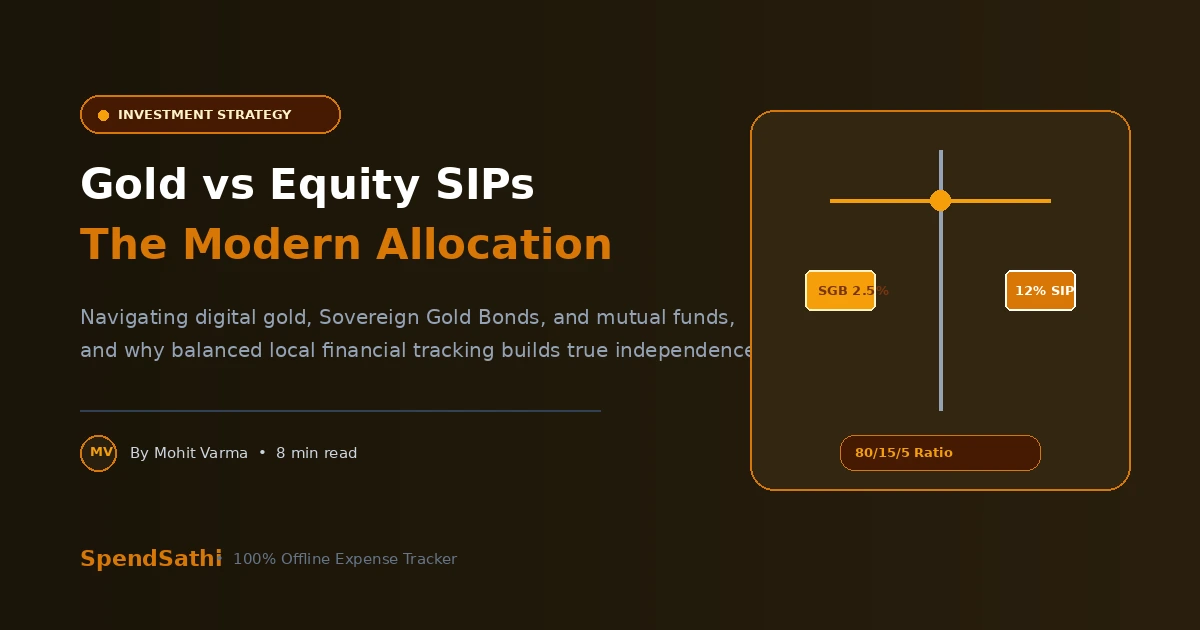 INVESTMENT STRATEGY
Gold vs Equity SIPs
The Modern Allocation
Navigating digital gold, Sovereign Gold Bonds, and mutual funds,
and why balanced local financial tracking builds true independence
MV By Mohit Varma • 8 min read
SpendSathi • 100% Offline Expense Tracker
SGB 2.5%
12% SIP
80/15/5 Ratio